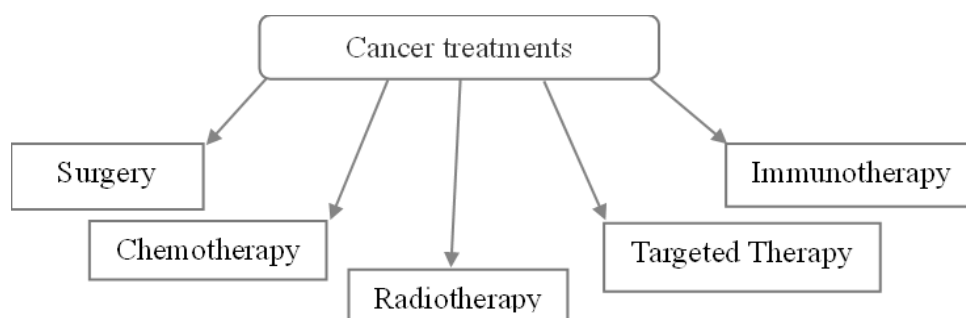 Cancer treatments
Surgery
Immunotherapy
Chemotherapy
Targeted Therapy
Radiotherapy